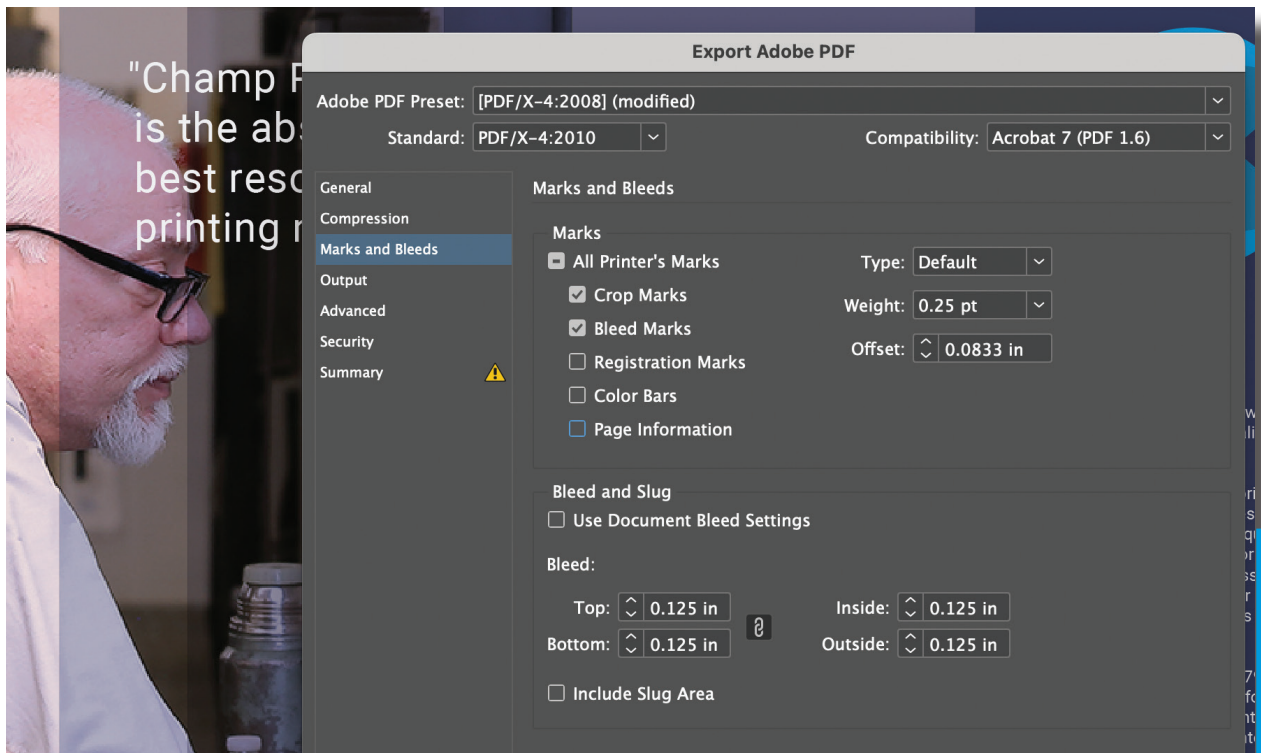 "Champ
is the
best
printing
Export Adobe PDF
Adobe PDF Preset: [PDF/X-4:2008] (modified)
Standard: PDF/X-4:2010
Compatibility: Acrobat 7 (PDF 1.6)
General
Compression
Marks and Bleeds
Output
Advanced
Security
Summary
Marks and Bleeds
Marks
All Printer's Marks
Crop Marks
Bleed Marks
Registration Marks
Color Bars
Page Information
Type: Default
Weight: 0.25 pt
Offset: 0.0833 in
Bleed and Slug
Use Document Bleed Settings
Bleed:
Top: 0.125 in
Bottom: 0.125 in
Inside: 0.125 in
Outside: 0.125 in
Include Slug Area